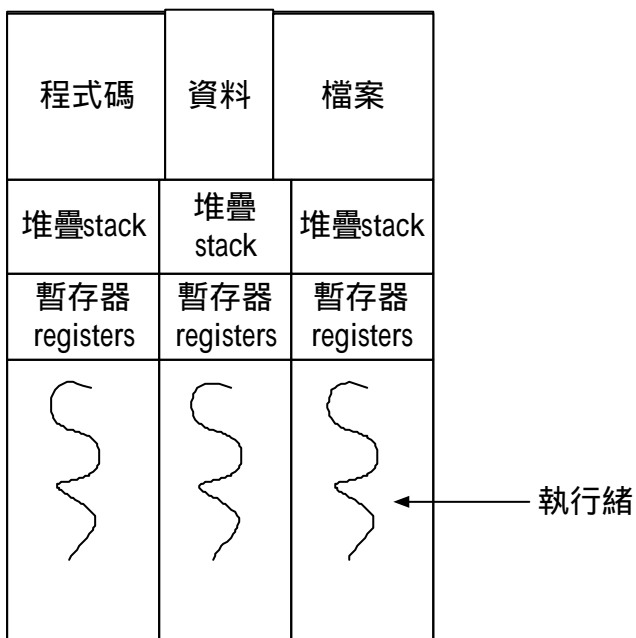 程式碼 資料 檔案
堆疊stack 堆疊 stack 堆疊stack
暫存器 暫存器 暫存器
registers registers registers
執行緒